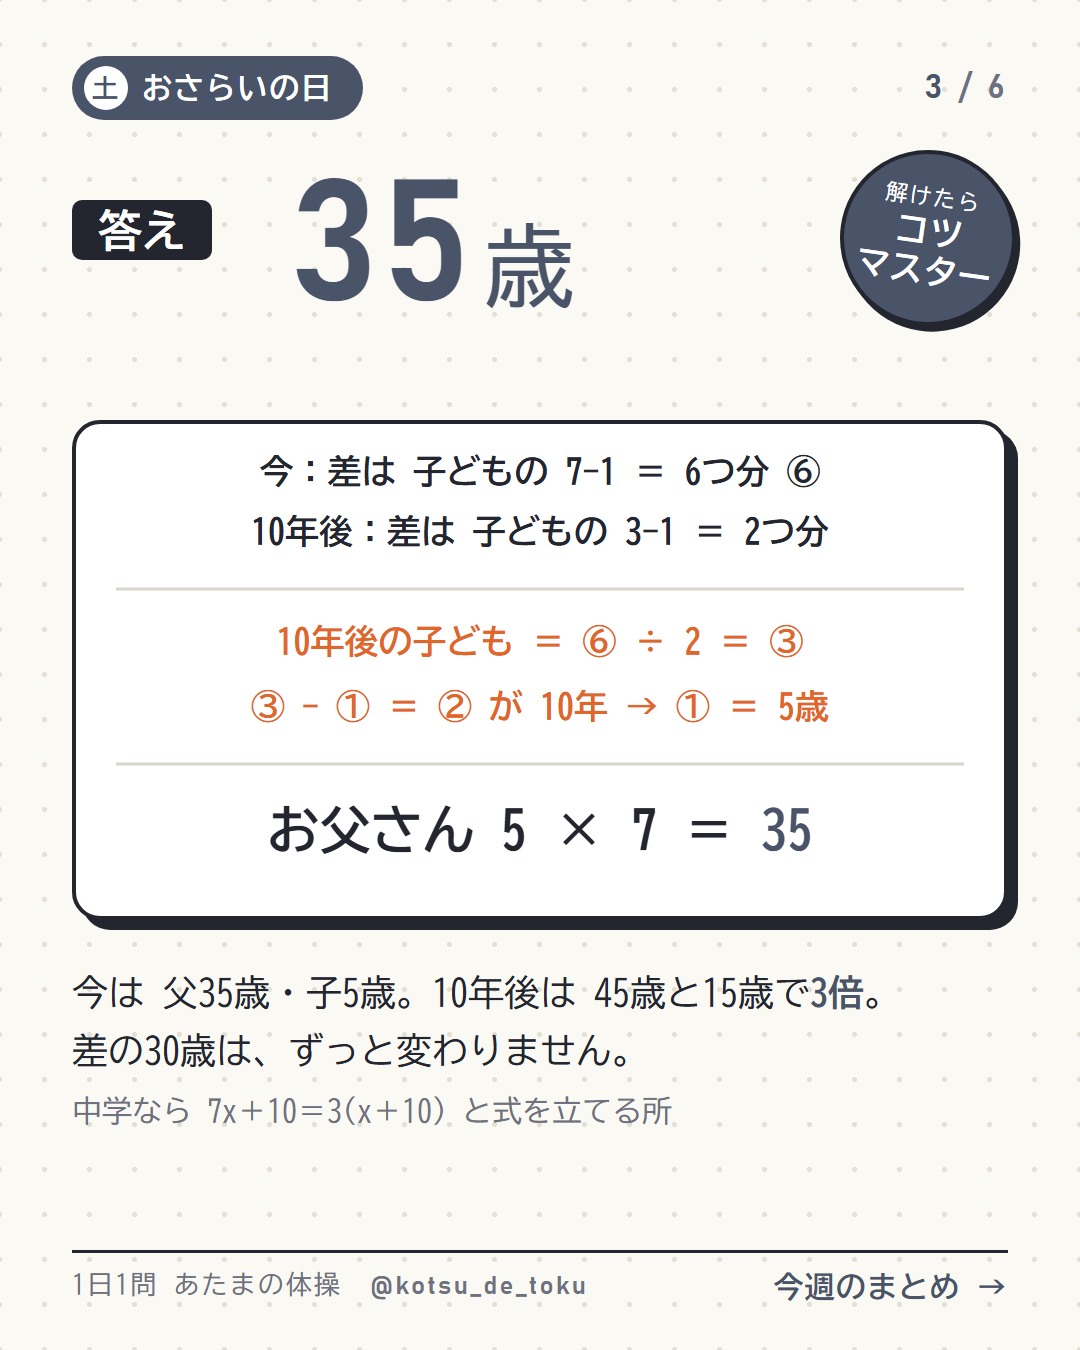 土 おさらいの日
3 / 6
答え 35歳
解けたら
コツ
マスター
今：差は 子どもの 7-1 ＝ 6つ分 ⑥
10年後：差は 子どもの 3-1 ＝ 2つ分
10年後の子ども ＝ ⑥ ÷ 2 ＝ ③
③ - ① ＝ ② が 10年 → ① ＝ 5歳
お父さん 5 × 7 ＝ 35
今は 父35歳・子5歳。10年後は 45歳と15歳で3倍。
差の30歳は、ずっと変わりません。
中学なら 7x＋10＝3(x＋10) と式を立てる所
1日1問 あたまの体操 @kotsu_de_toku
今週のまとめ →